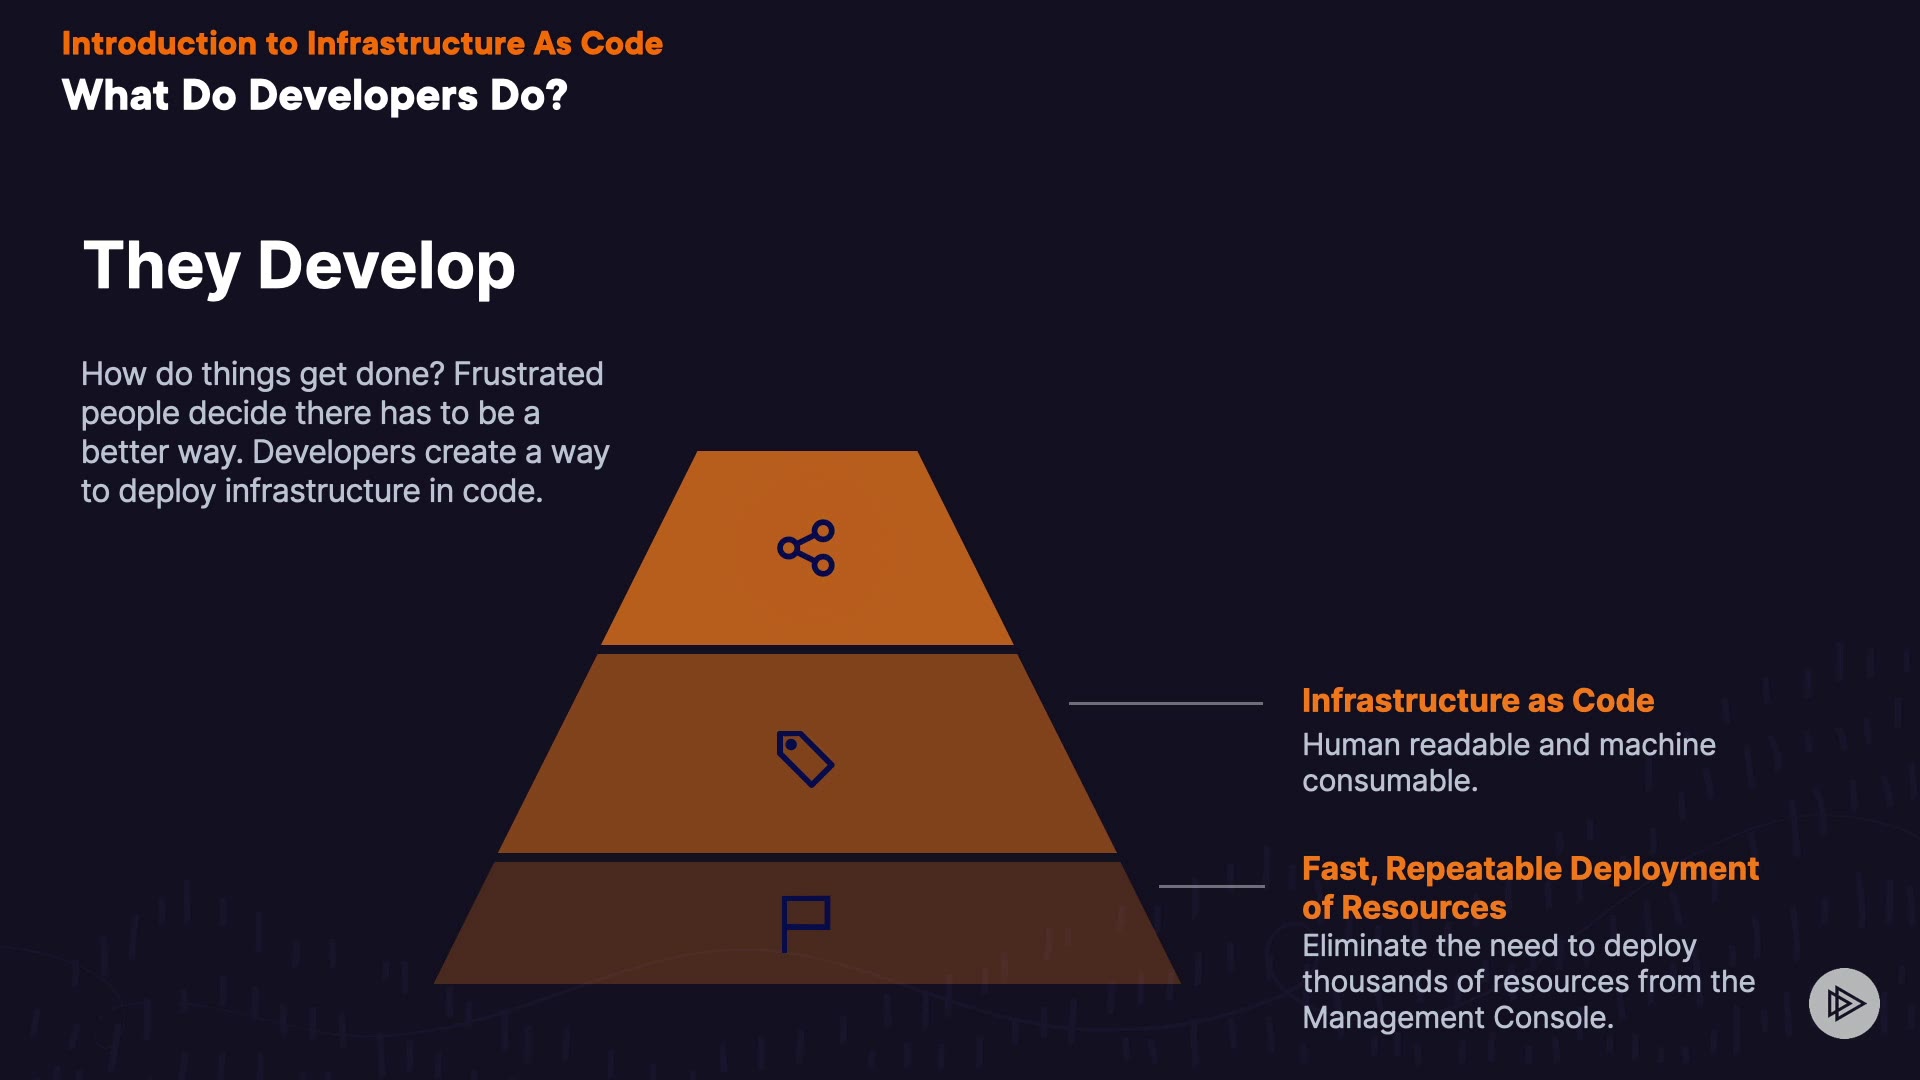 Introduction to Infrastructure As Code
What Do Developers Do?
They Develop
How do things get done? Frustrated
people decide there has to be a
better way. Developers create a way
to deploy infrastructure in code.
Infrastructure as Code
Human readable and machine
consumable.
Fast, Repeatable Deployment
of Resources
Eliminate the need to deploy
thousands of resources from the
Management Console.